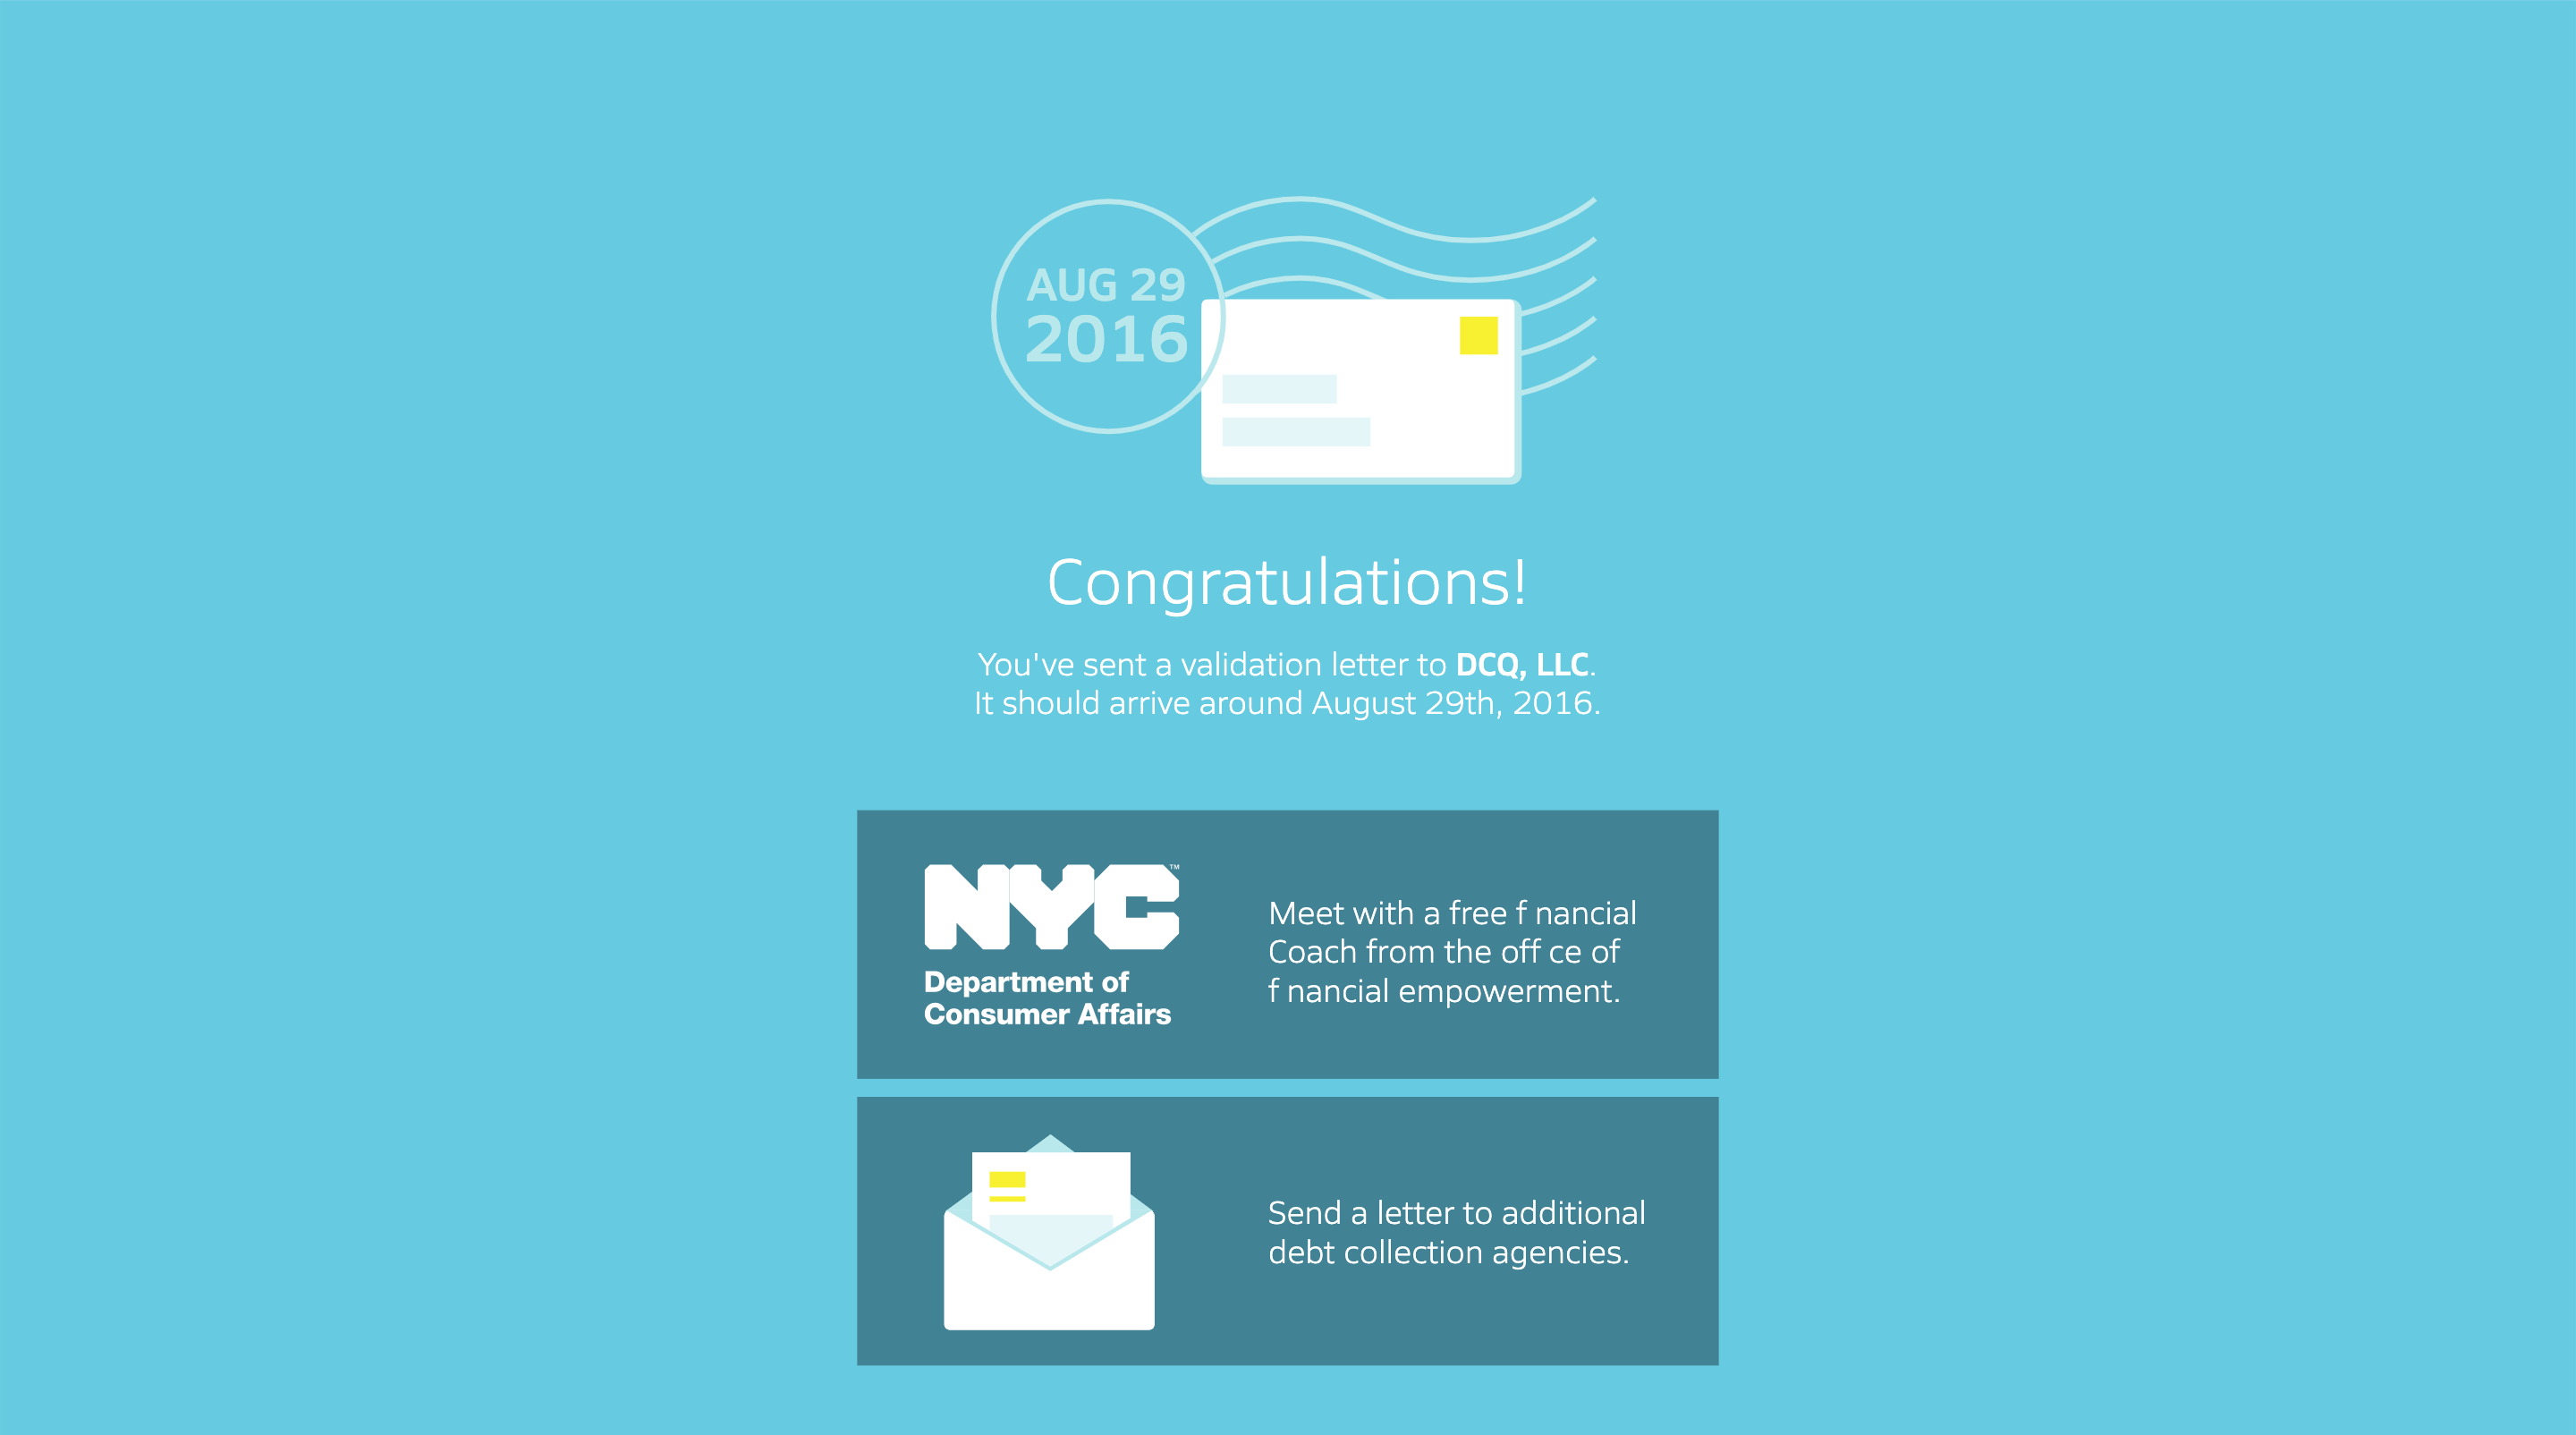 AUG 29
2016
Congratulations!
You've sent a validation letter to DCQ, LLC.
It should arrive around August 29th, 2016.
NYC™
Department of
Consumer Affairs
Meet with a free f nancial
Coach from the off ce of
f nancial empowerment.
Send a letter to additional
debt collection agencies.